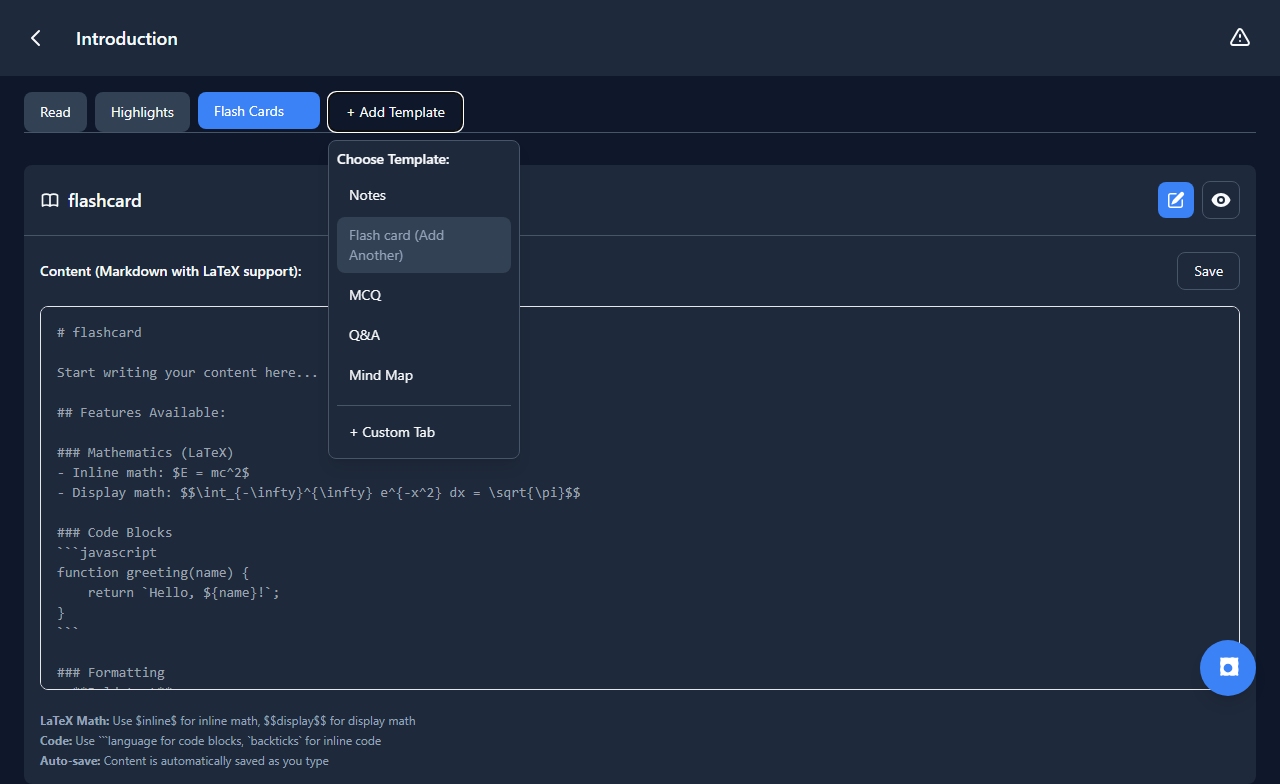 Introduction
Read
Highlights
Flash Cards
+ Add Template
Choose Template:
Notes
Flash card (Add
Another)
MCQ
Q&A
Mind Map
+ Custom Tab
flashcard
Content (Markdown with LaTeX support):
Save
# flashcard
Start writing your content here...
## Features Available:
### Mathematics (LaTeX)
- Inline math: $E = mc^2$
- Display math: $$\int_{-\infty}^{\infty} e^{-x^2} dx = \sqrt{\pi}$$
### Code Blocks
```javascript
function greeting(name) {
    return `Hello, ${name}!`;
}
```
### Formatting
LaTeX Math: Use $inline$ for inline math, $$display$$ for display math
Code: Use ```language for code blocks, `backticks` for inline code
Auto-save: Content is automatically saved as you type